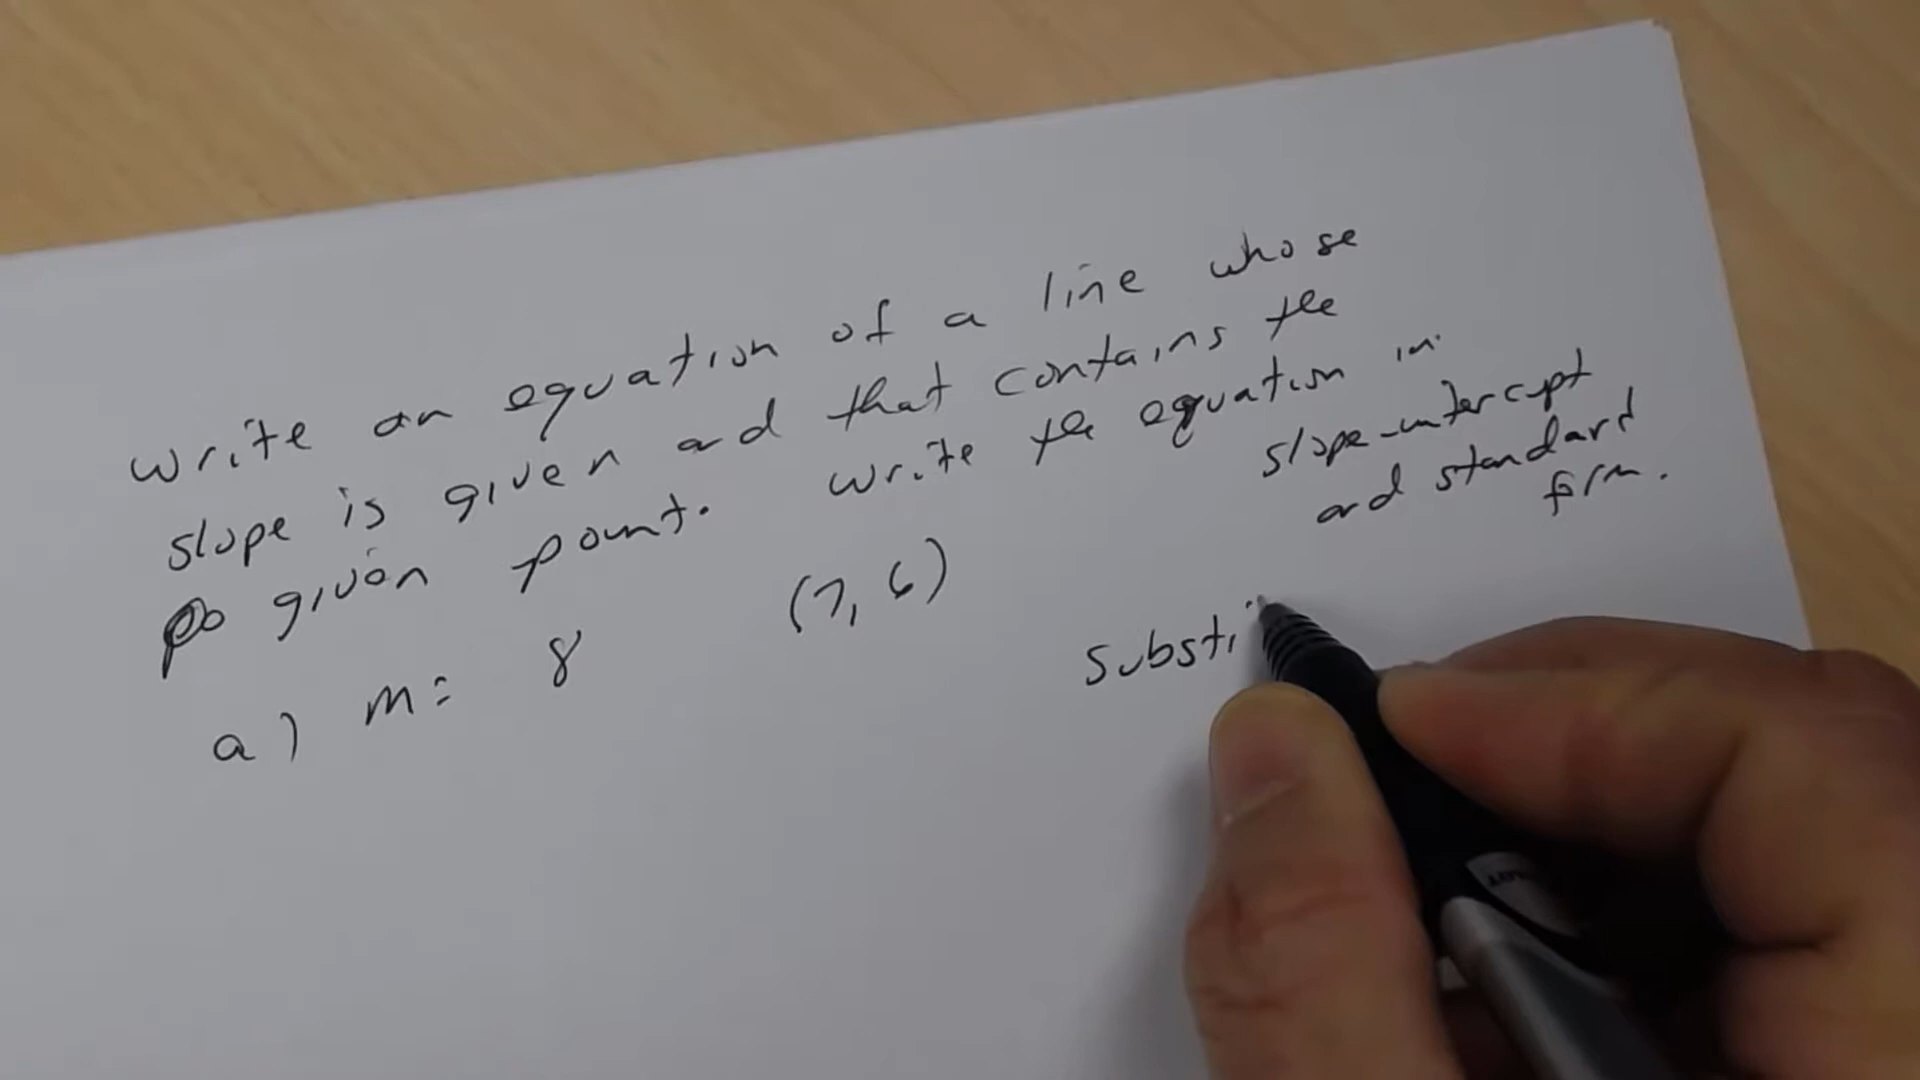 write an equation of a line whose
slope is given and that contains the
given point. write the equation in
slope-intercept
and standard
form.
a) m = 8 (7, 6)
Substi